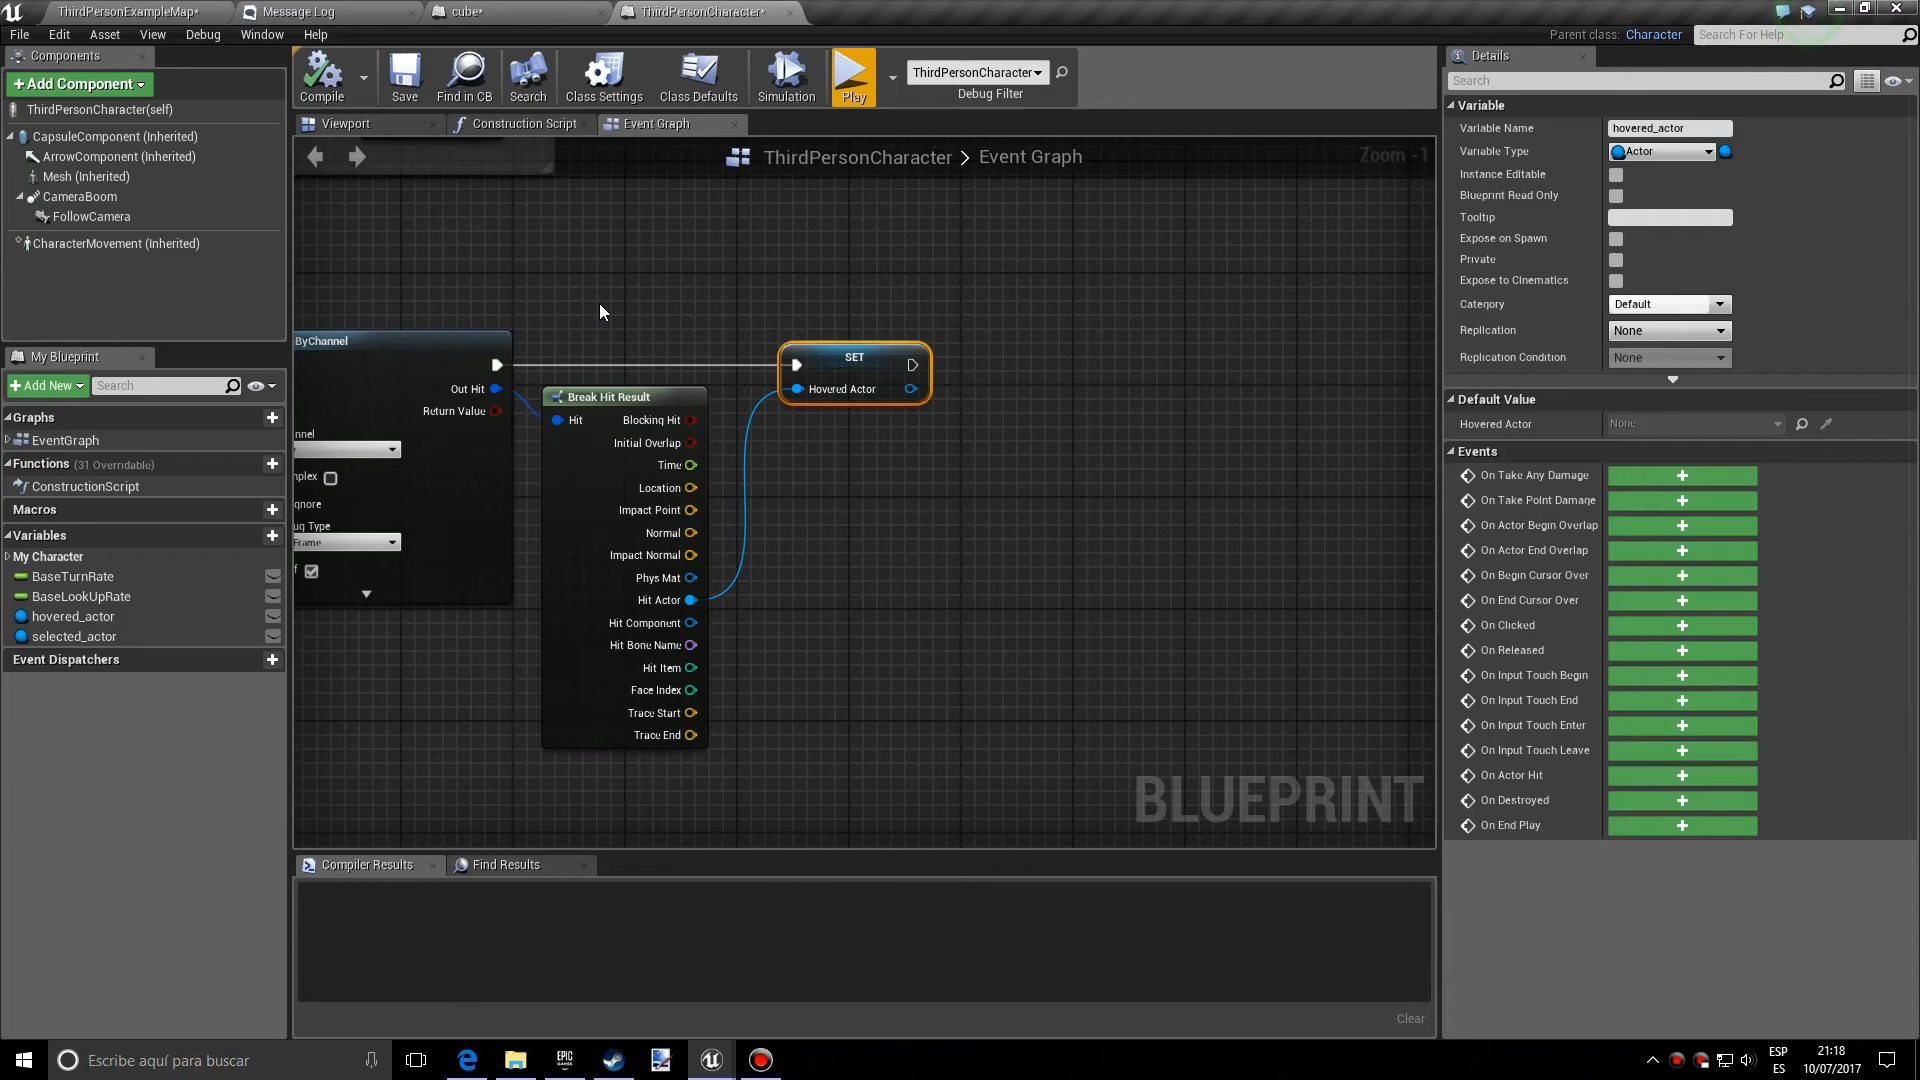 ThirdPersonExampleMap*
Message Log
cube*
ThirdPersonCharacter*
File Edit Asset View Debug Window Help
Parent class: Character
Search For Help
Components
+Add Component
ThirdPersonCharacter(self)
CapsuleComponent (Inherited)
ArrowComponent (Inherited)
Mesh (Inherited)
CameraBoom
FollowCamera
CharacterMovement (Inherited)
Compile
Save
Find in CB
Search
Class Settings
Class Defaults
Simulation
Play
ThirdPersonCharacter
Debug Filter
Viewport
Construction Script
Event Graph
ThirdPersonCharacter > Event Graph
Zoom -1
My Blueprint
+Add New
Search
Graphs
EventGraph
Functions (31 Overridable)
ConstructionScript
Macros
Variables
My Character
BaseTurnRate
BaseLookUpRate
hovered_actor
selected_actor
Event Dispatchers
ByChannel
Out Hit
Return Value
nnel
mplex
gnore
ug Type
Frame
f
Break Hit Result
Hit
Blocking Hit
Initial Overlap
Time
Location
Impact Point
Normal
Impact Normal
Phys Mat
Hit Actor
Hit Component
Hit Bone Name
Hit Item
Face Index
Trace Start
Trace End
SET
Hovered Actor
BLUEPRINT
Compiler Results
Find Results
Clear
Details
Search
Variable
Variable Name hovered_actor
Variable Type Actor
Instance Editable
Blueprint Read Only
Tooltip
Expose on Spawn
Private
Expose to Cinematics
Category Default
Replication None
Replication Condition None
Default Value
Hovered Actor None
Events
On Take Any Damage
On Take Point Damage
On Actor Begin Overlap
On Actor End Overlap
On Begin Cursor Over
On End Cursor Over
On Clicked
On Released
On Input Touch Begin
On Input Touch End
On Input Touch Enter
On Input Touch Leave
On Actor Hit
On Destroyed
On End Play
Escribe aquí para buscar
EPIC
GAMES
ESP
ES
21:18
10/07/2017